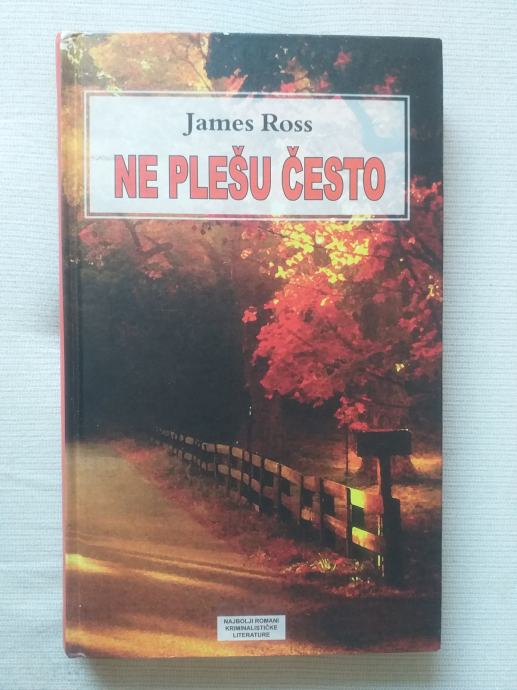 James Ross
NE PLEŠU ČESTO
NAJBOLJI ROMANI
KRIMINALISTIČKE
LITERATURE